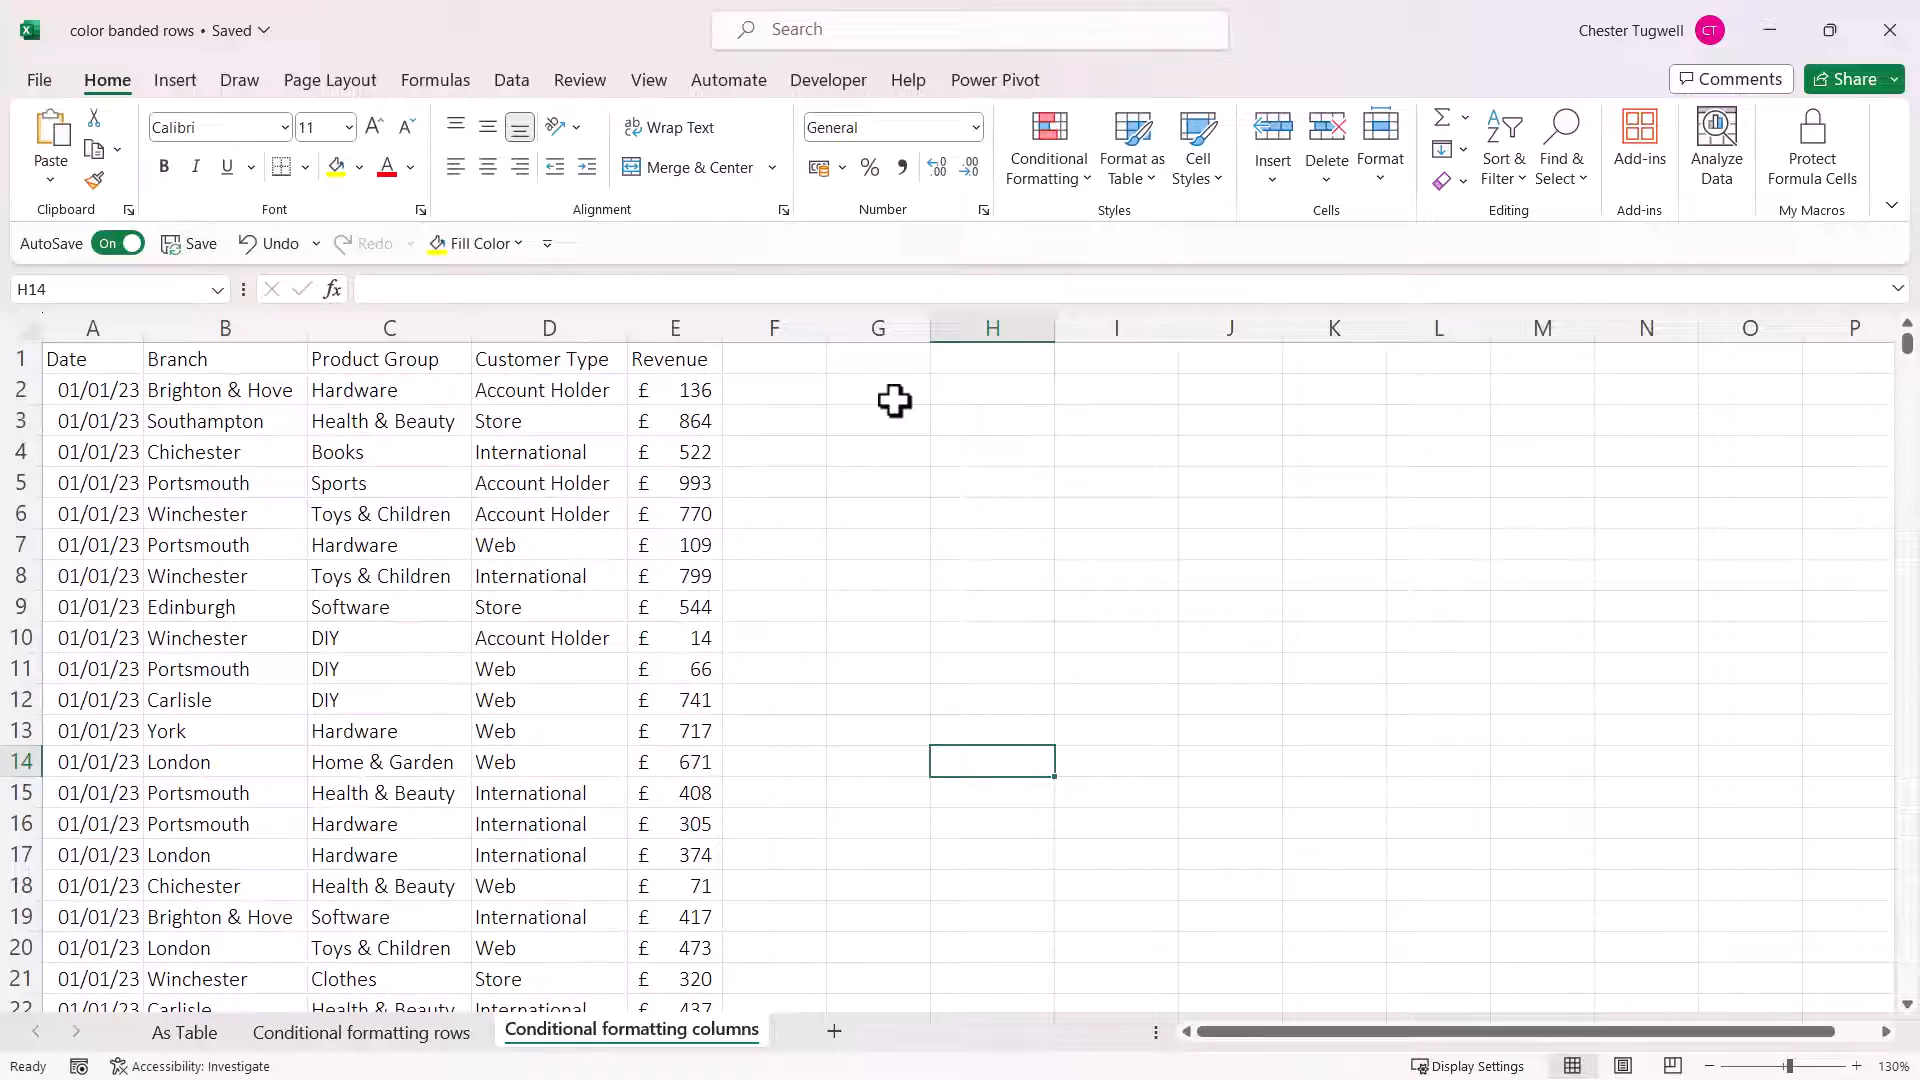 color banded rows • Saved
Search
Chester Tugwell CT
File Home Insert Draw Page Layout Formulas Data Review View Automate Developer Help Power Pivot Comments Share
Paste
Clipboard
Calibri 11
B I U A
Font
Wrap Text
Merge & Center
Alignment
General
% , .00
Number
Conditional Formatting
Format as Table
Cell Styles
Styles
Insert
Delete
Format
Cells
Sort & Filter
Find & Select
Editing
Add-ins
Add-ins
Analyze Data
Protect Formula Cells
My Macros
AutoSave On Save Undo Redo Fill Color
H14 fx
A B C D E F G H I J K L M N O P
1 Date Branch Product Group Customer Type Revenue
2 01/01/23 Brighton & Hove Hardware Account Holder £ 136
3 01/01/23 Southampton Health & Beauty Store £ 864
4 01/01/23 Chichester Books International £ 522
5 01/01/23 Portsmouth Sports Account Holder £ 993
6 01/01/23 Winchester Toys & Children Account Holder £ 770
7 01/01/23 Portsmouth Hardware Web £ 109
8 01/01/23 Winchester Toys & Children International £ 799
9 01/01/23 Edinburgh Software Store £ 544
10 01/01/23 Winchester DIY Account Holder £ 14
11 01/01/23 Portsmouth DIY Web £ 66
12 01/01/23 Carlisle DIY Web £ 741
13 01/01/23 York Hardware Web £ 717
14 01/01/23 London Home & Garden Web £ 671
15 01/01/23 Portsmouth Health & Beauty International £ 408
16 01/01/23 Portsmouth Hardware International £ 305
17 01/01/23 London Hardware International £ 374
18 01/01/23 Chichester Health & Beauty Web £ 71
19 01/01/23 Brighton & Hove Software International £ 417
20 01/01/23 London Toys & Children Web £ 473
21 01/01/23 Winchester Clothes Store £ 320
22 01/01/23 Carlisle Health & Beauty International £ 437
As Table Conditional formatting rows Conditional formatting columns
Ready Accessibility: Investigate Display Settings 130%